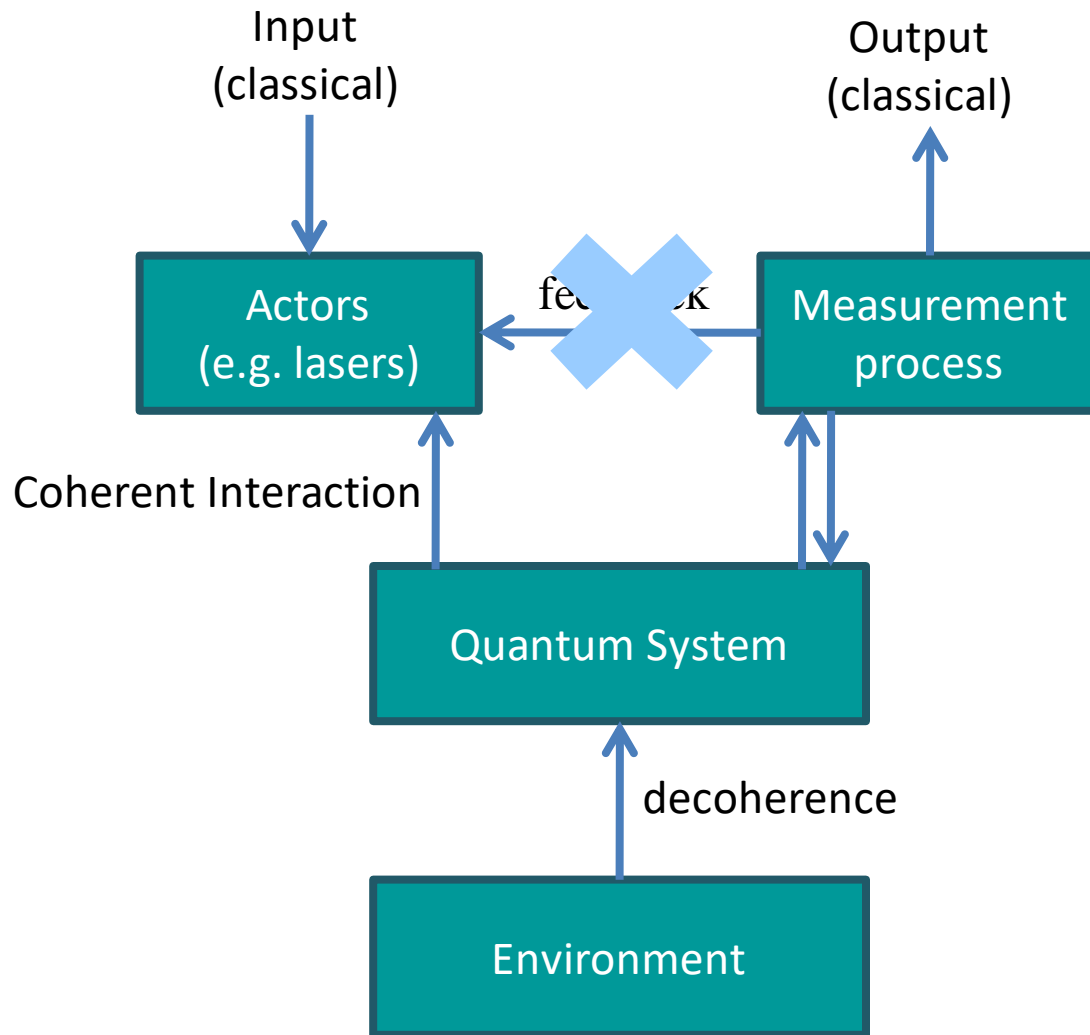 Input
(classical)
Output
(classical)
Actors
(e.g. lasers)
Measurement
process
Coherent Interaction
Quantum System
decoherence
Environment